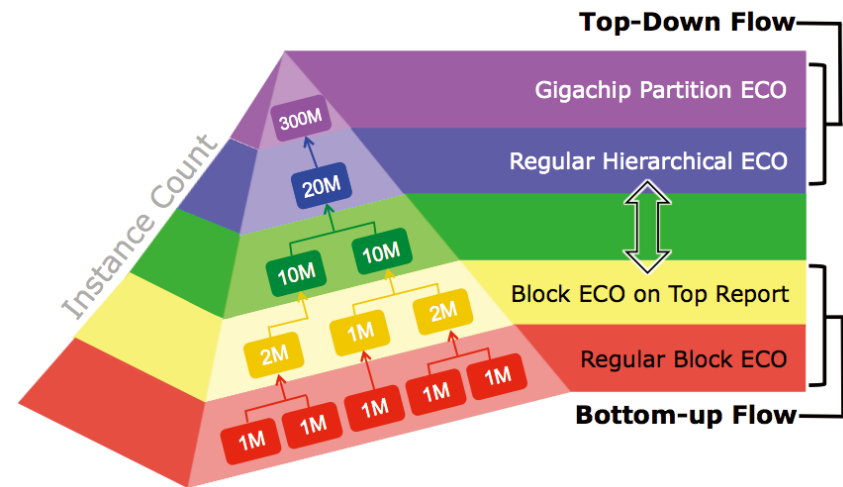 Top-Down Flow
Gigachip Partition ECO
300M
Regular Hierarchical ECO
20M
Instance Count
10M
10M
Block ECO on Top Report
2M
1M
2M
Regular Block ECO
1M
1M
1M
1M
1M
Bottom-up Flow